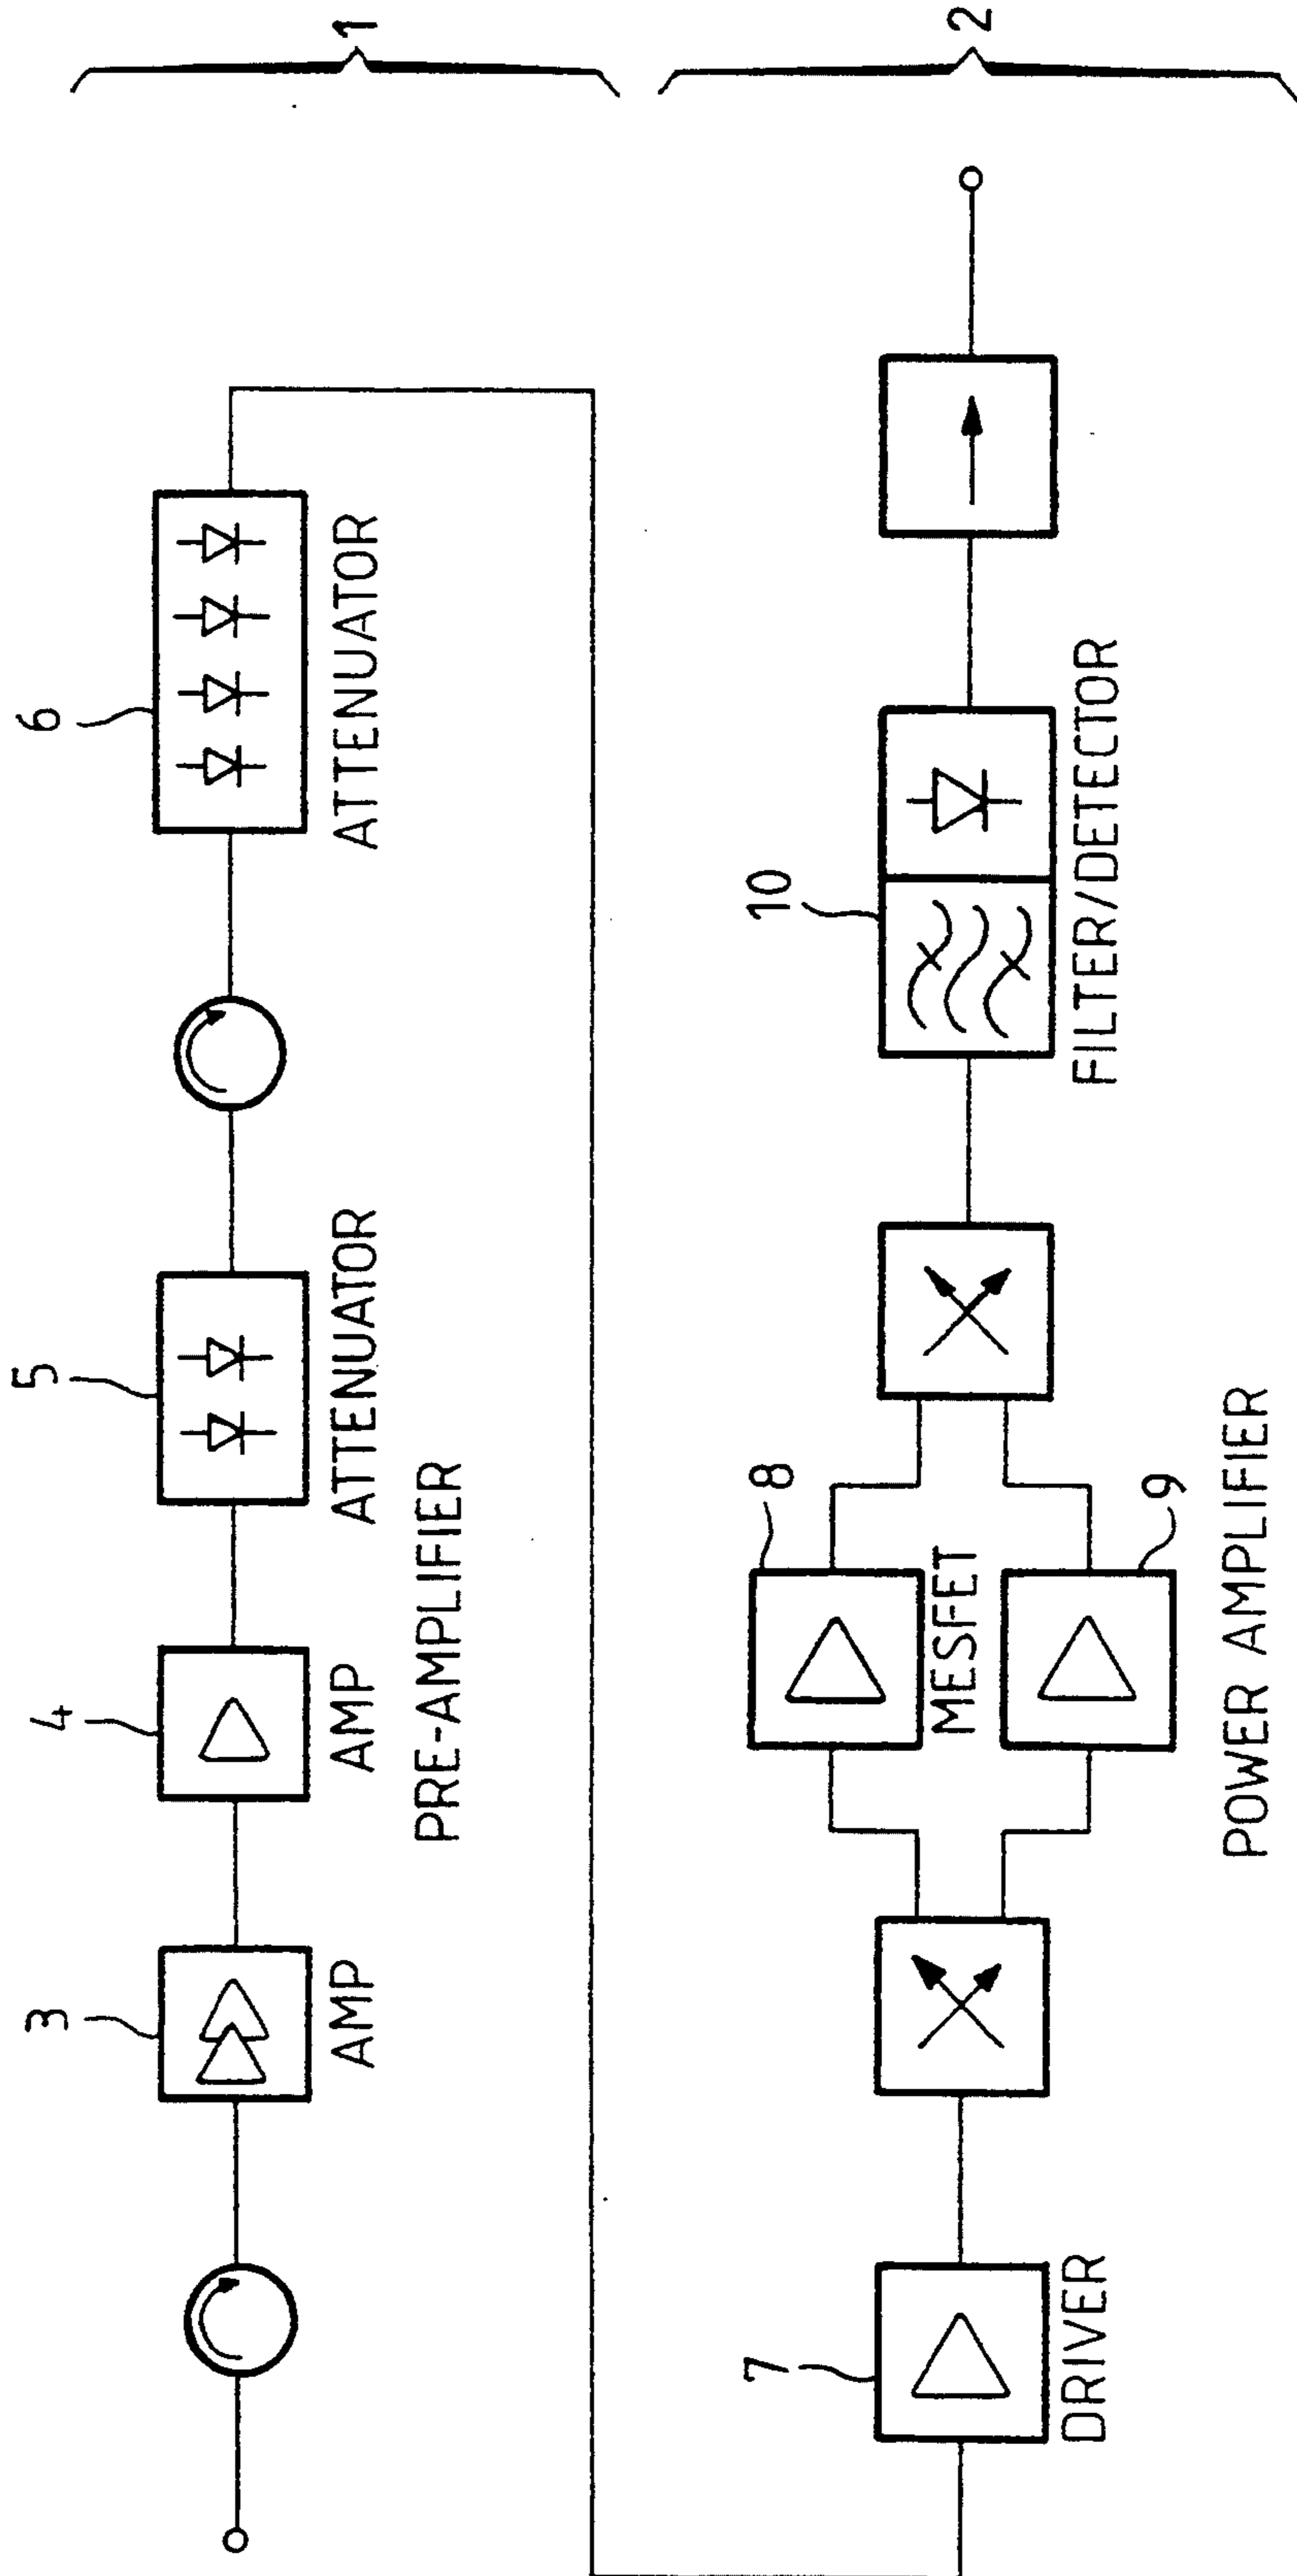 1
6
5
4
3
ATTENUATOR
ATTENUATOR
AMP
AMP
PRE-AMPLIFIER
2
10
8
7
FILTER/DETECTOR
MESFET
9
DRIVER
POWER AMPLIFIER